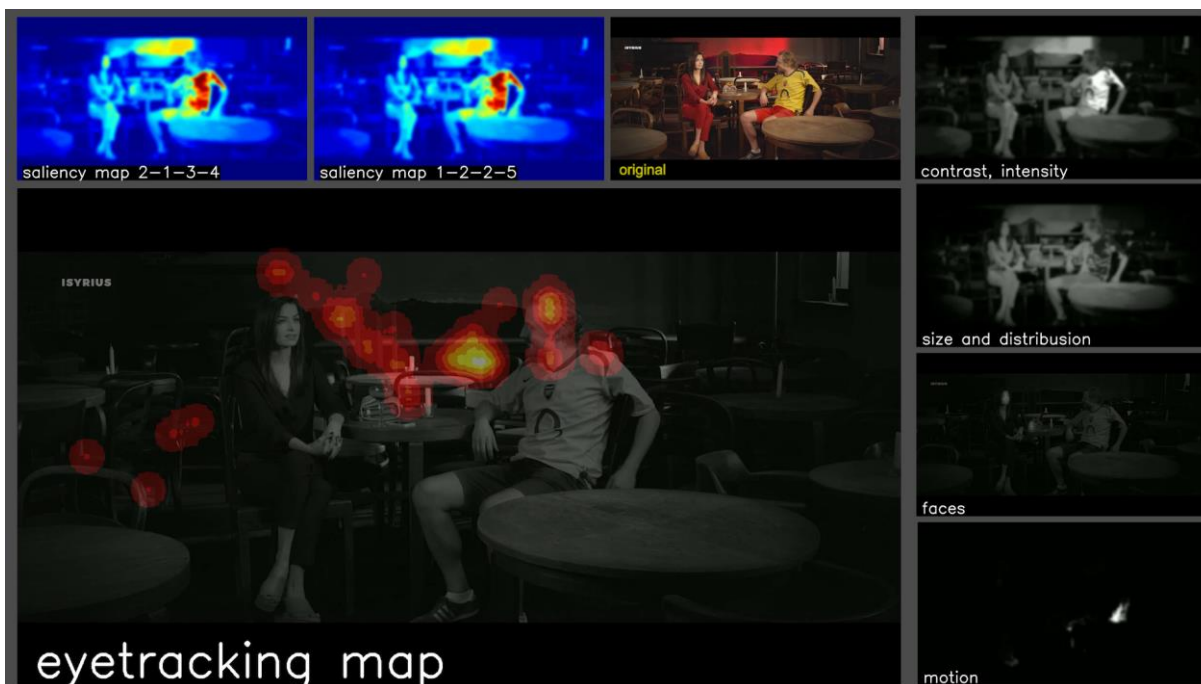 saliency map 2-1-3-4
saliency map 1-2-2-5
ISYRIUS
original
contrast, intensity
size and distribusion
faces
motion
ISYRIUS
eyetracking map